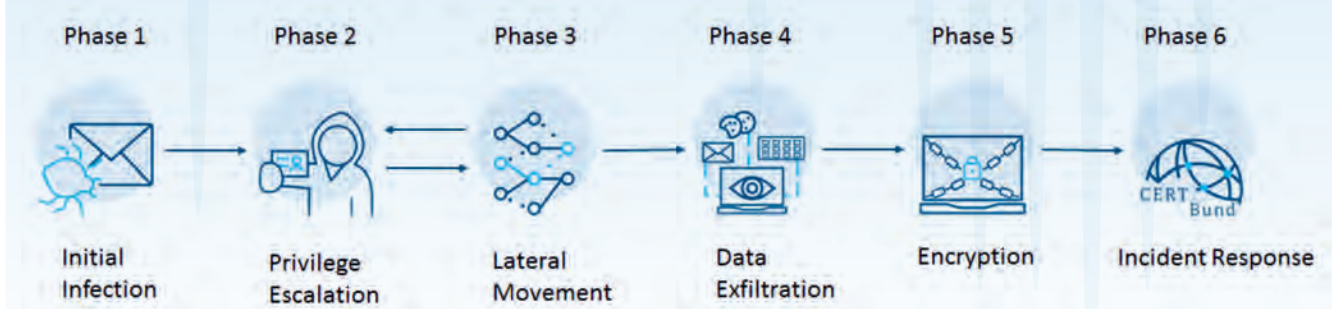 Phase 1
Phase 2
Phase 3
Phase 4
Phase 5
Phase 6
CERT
Bund
Initial
Infection
Privilege
Escalation
Lateral
Movement
Data
Exfiltration
Encryption
Incident Response